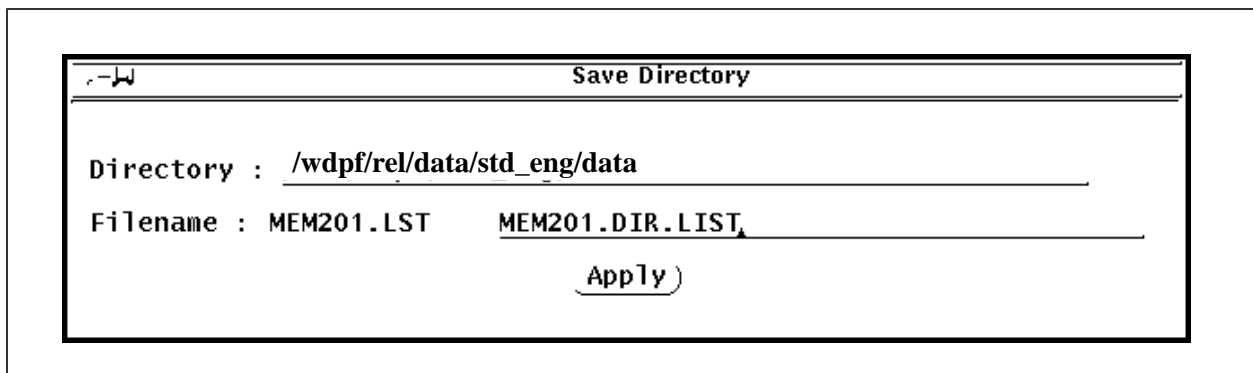 Save Directory
Directory : /wdpf/rel/data/std_eng/data
Filename : MEM201.LST MEM201.DIR.LIST
Apply